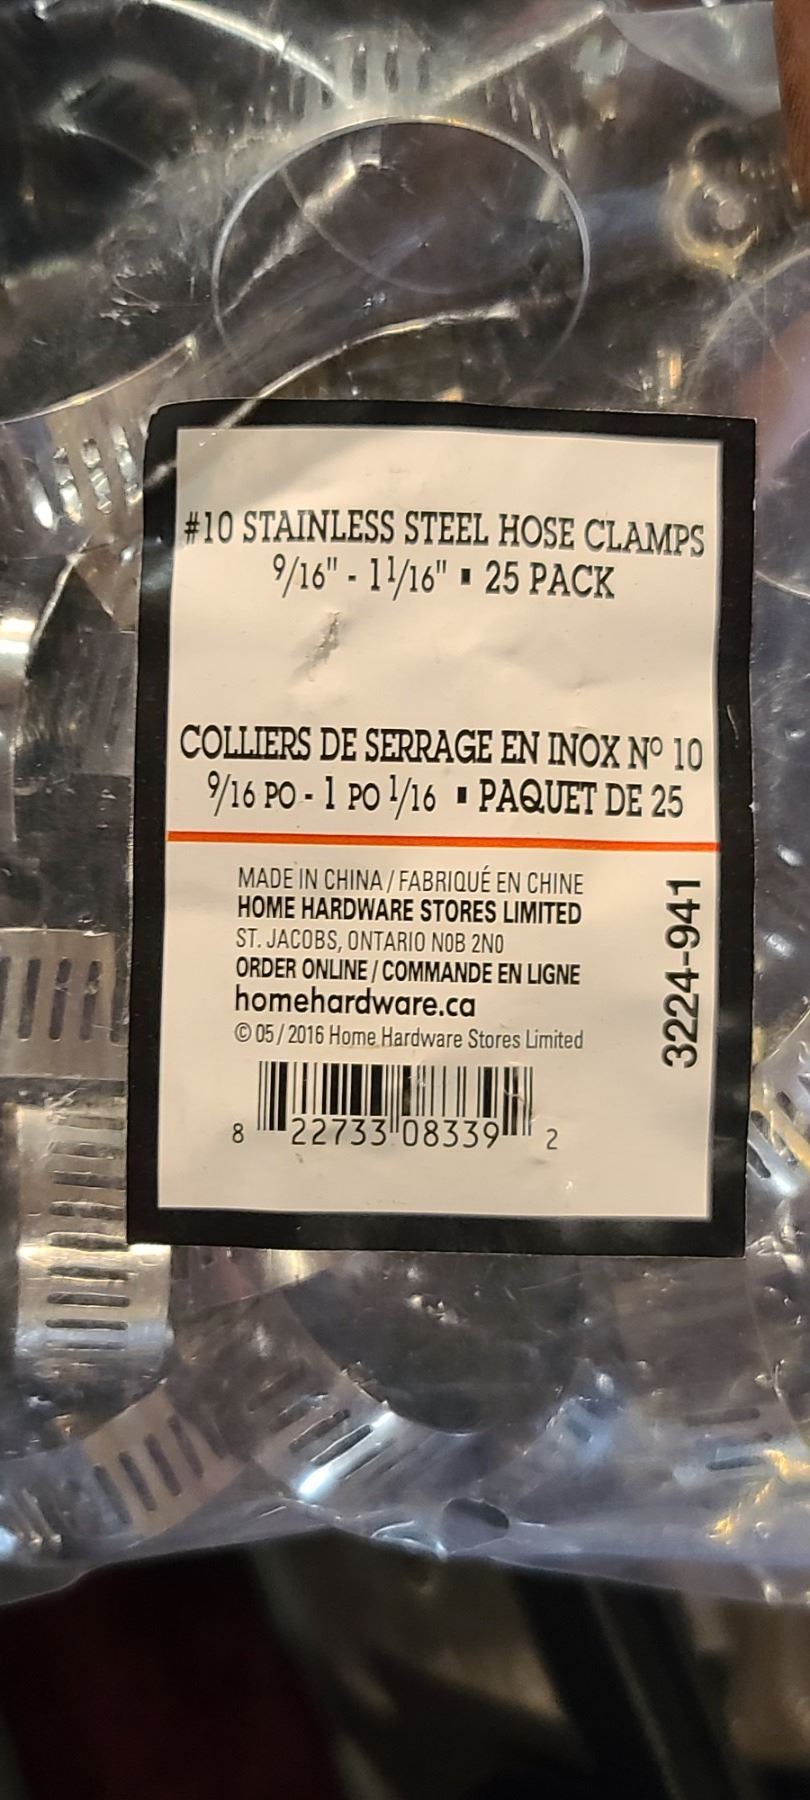 #10 STAINLESS STEEL HOSE CLAMPS
9/16" - 1 1/16" ▪ 25 PACK
COLLIERS DE SERRAGE EN INOX Nº 10
9/16 PO - 1 PO 1/16 ▪ PAQUET DE 25
MADE IN CHINA / FABRIQUÉ EN CHINE
HOME HARDWARE STORES LIMITED
ST. JACOBS, ONTARIO N0B 2N0
ORDER ONLINE / COMMANDE EN LIGNE
homehardware.ca
© 05 / 2016 Home Hardware Stores Limited
3224-941
8 22733 08339 2